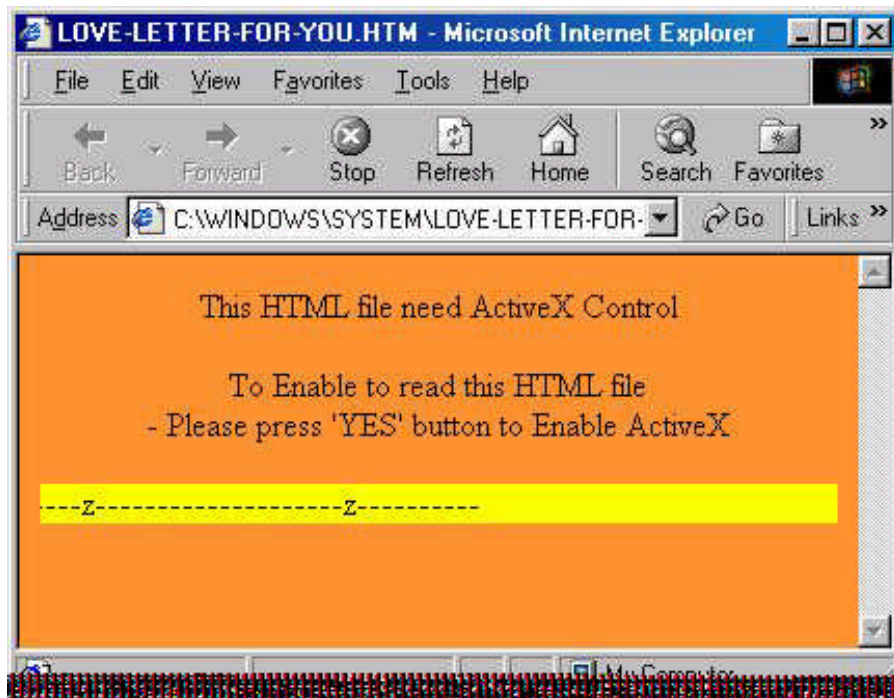 LOVE-LETTER-FOR-YOU.HTM - Microsoft Internet Explorer
File Edit View Favorites Tools Help
Back Forward Stop Refresh Home Search Favorites »
Address C:\WINDOWS\SYSTEM\LOVE-LETTER-FOR- Go Links »
This HTML file need ActiveX Control
To Enable to read this HTML file
- Please press 'YES' button to Enable ActiveX
----z--------------------z----------
My Computer